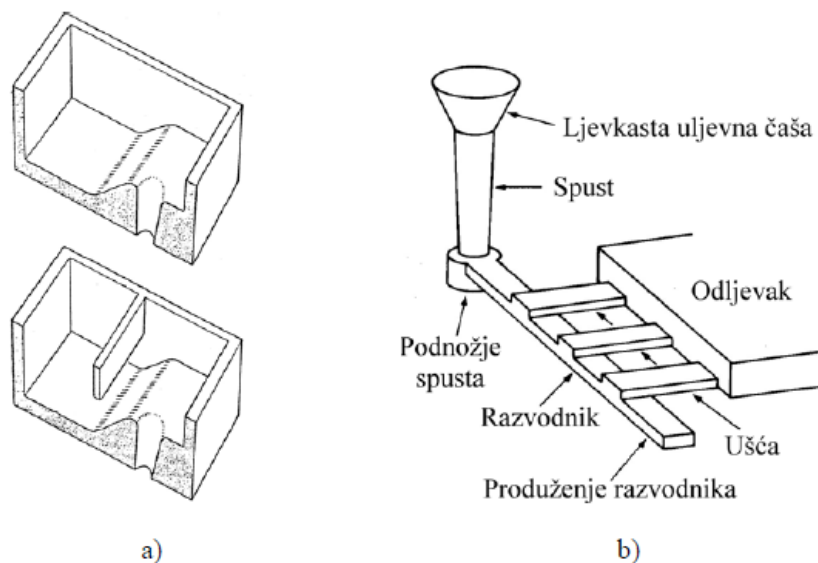 Ljevkasta uljevna čaša
Spust
Odljevak
Podnožje
spusta
Razvodnik
Ušća
Produženje razvodnika
a)
b)